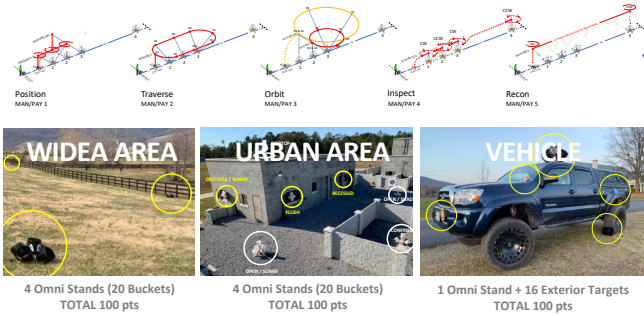 CCW
CCW
CW
CW
CW
Position
MAN/PAY 1
Traverse
MAN/PAY 2
Orbit
MAN/PAY 3
Inspect
MAN/PAY 4
Recon
MAN/PAY 5
WIDEA AREA
URBAN AREA
VEHICLE
OBSTACLE / SUNNY
RECESSED
FLUSH
OPEN / SUNNY
4 Omni Stands (20 Buckets)
TOTAL 100 pts
4 Omni Stands (20 Buckets)
TOTAL 100 pts
1 Omni Stand + 16 Exterior Targets
TOTAL 100 pts